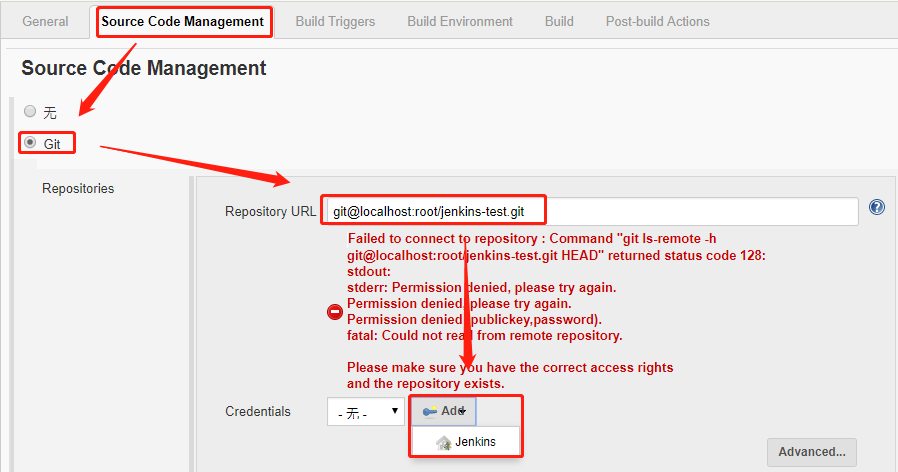 General Source Code Management Build Triggers Build Environment Build Post-build Actions
Source Code Management
无
Git
Repositories
Repository URL git@localhost:root/jenkins-test.git
Failed to connect to repository : Command "git ls-remote -h
git@localhost:root/jenkins-test.git HEAD" returned status code 128:
stdout:
stderr: Permission denied, please try again.
Permission denied, please try again.
Permission denied (publickey,password).
fatal: Could not read from remote repository.
Please make sure you have the correct access rights
and the repository exists.
Credentials - 无 - Add
Jenkins
Advanced...